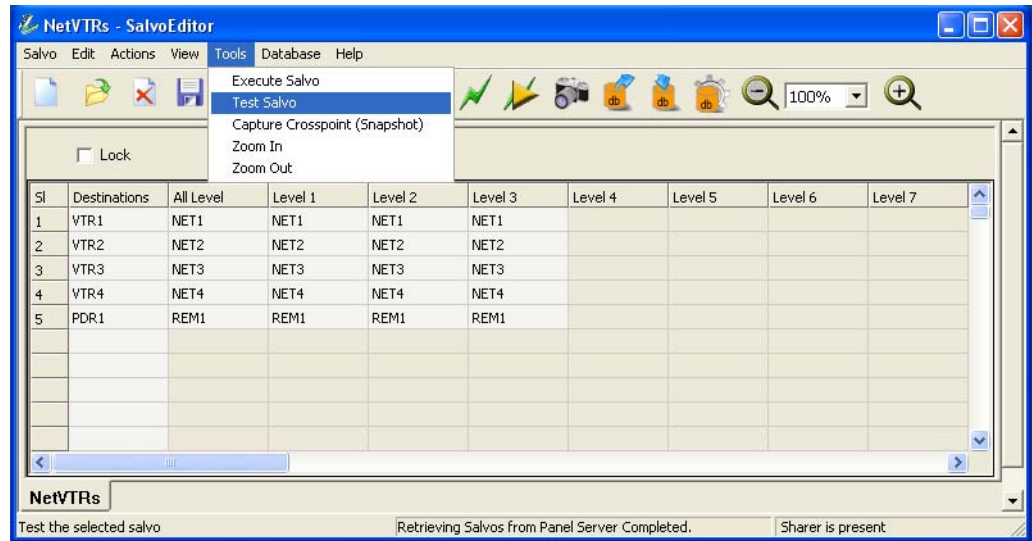 NetVTRs - SalvoEditor
Salvo Edit Actions View Tools Database Help
Execute Salvo
Test Salvo
Capture Crosspoint (Snapshot)
Zoom In
Zoom Out
db db db 100%
Lock
Sl Destinations All Level Level 1 Level 2 Level 3 Level 4 Level 5 Level 6 Level 7
1 VTR1 NET1 NET1 NET1 NET1
2 VTR2 NET2 NET2 NET2 NET2
3 VTR3 NET3 NET3 NET3 NET3
4 VTR4 NET4 NET4 NET4 NET4
5 PDR1 REM1 REM1 REM1 REM1
NetVTRs
Test the selected salvo Retrieving Salvos from Panel Server Completed. Sharer is present